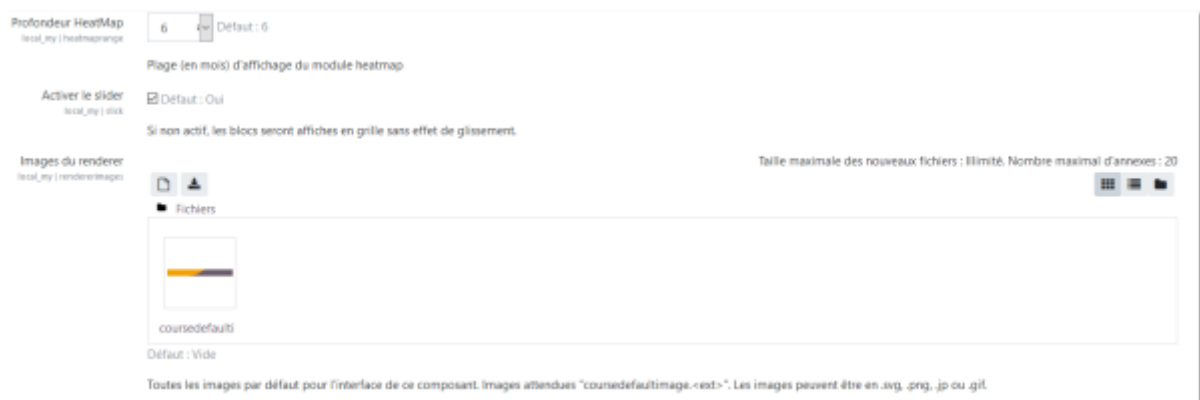 Profondeur HeatMap
6 Défaut : 6
local_my | heatmaprange
Plage (en mois) d'affichage du module heatmap
Activer le slider
Défaut : Oui
local_my | slick
Si non actif, les blocs seront affiches en grille sans effet de glissement.
Images du renderer
Taille maximale des nouveaux fichiers : Illimité. Nombre maximal d'annexes : 20
local_my | rendererimages
Fichiers
coursedefaulti
Défaut : Vide
Toutes les images par défaut pour l'interface de ce composant. Images attendues "coursedefaultimage.<ext>". Les images peuvent être en .svg, .png, .jp ou .gif.